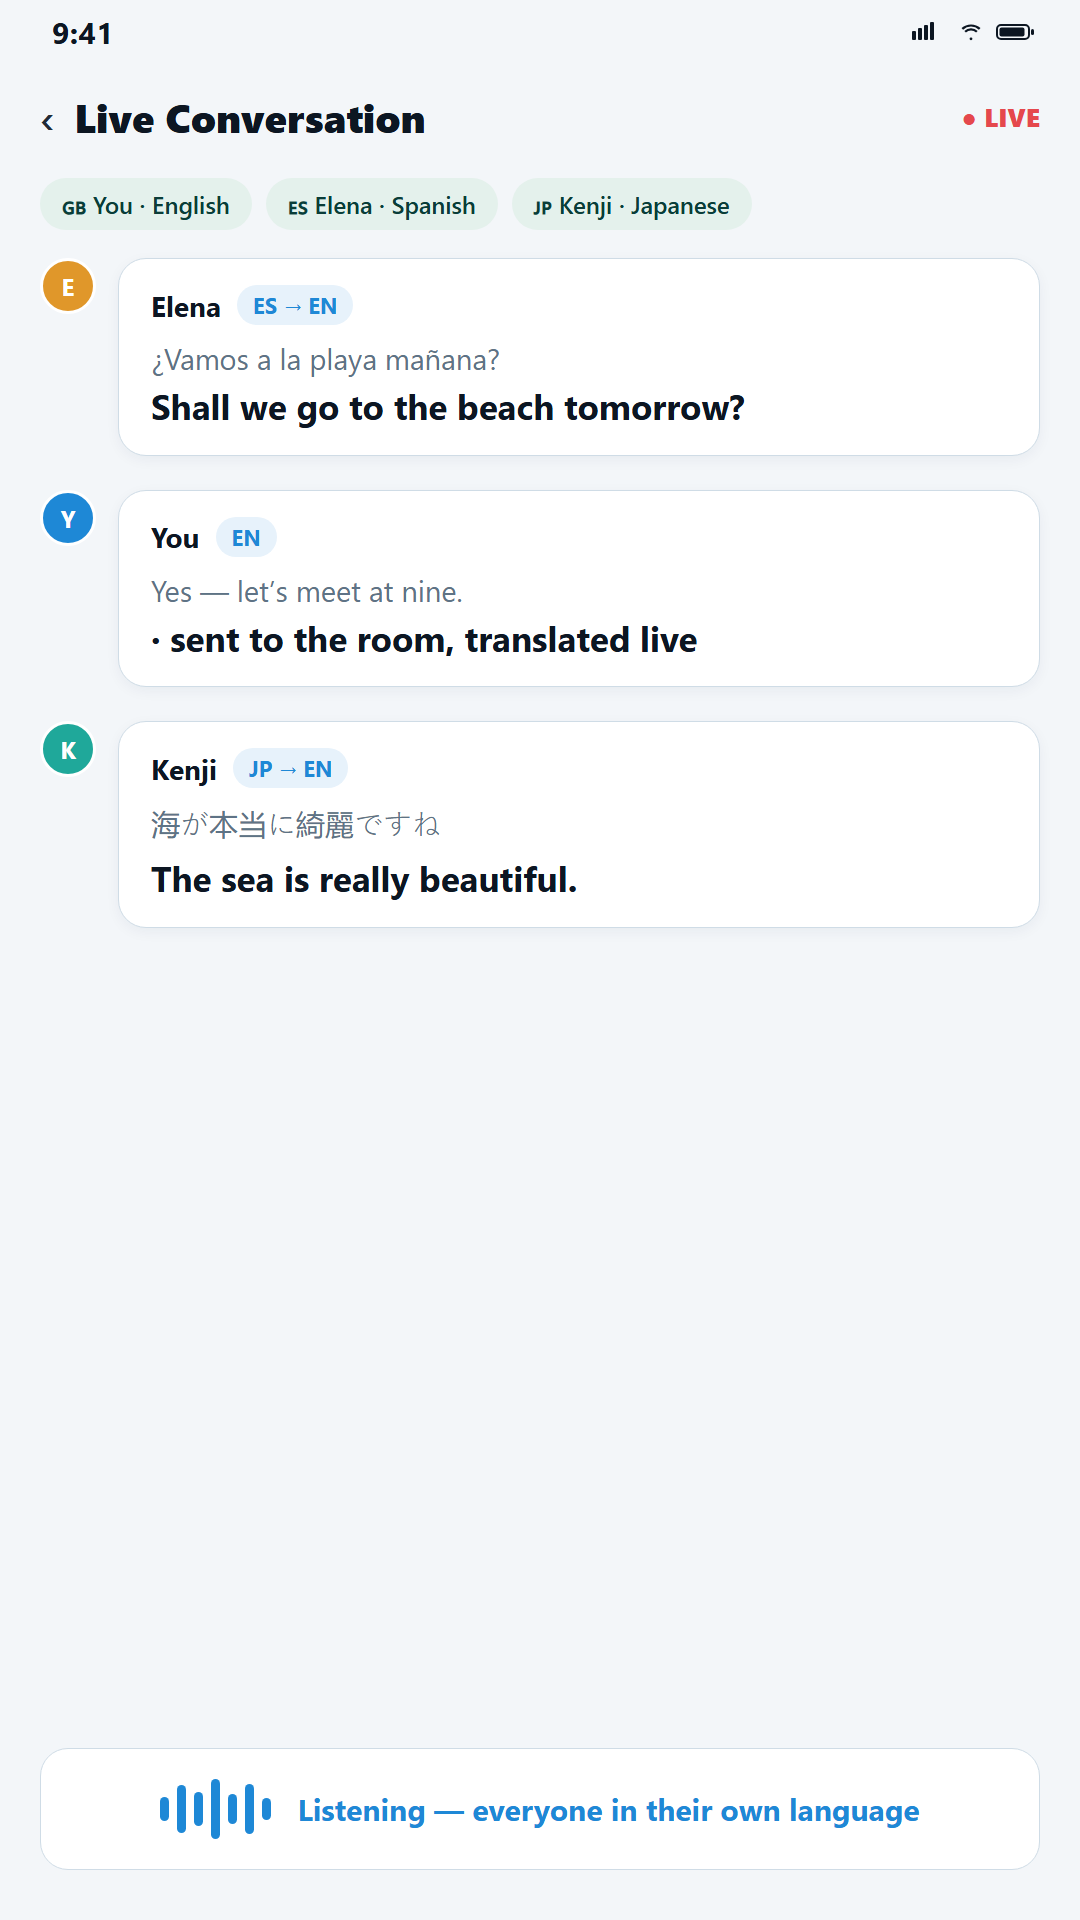 9:41
‹ Live Conversation
• LIVE
GB You · English
ES Elena · Spanish
JP Kenji · Japanese
E
Elena ES → EN
¿Vamos a la playa mañana?
Shall we go to the beach tomorrow?
Y
You EN
Yes — let’s meet at nine.
· sent to the room, translated live
K
Kenji JP → EN
海が本当に綺麗ですね
The sea is really beautiful.
Listening — everyone in their own language